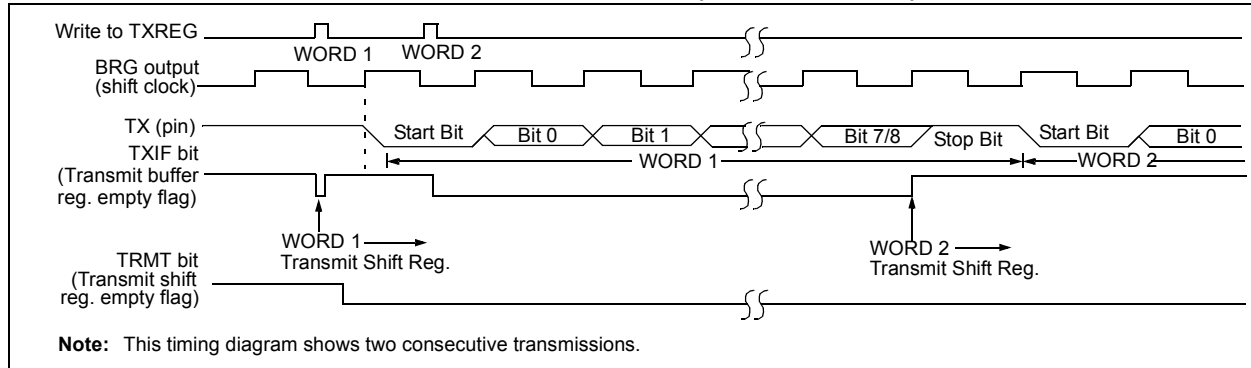 Write to TXREG
WORD 1 WORD 2
BRG output
(shift clock)
TX (pin)
Start Bit Bit 0 Bit 1 Bit 7/8 Stop Bit Start Bit Bit 0
WORD 1 WORD 2
TXIF bit
(Transmit buffer
reg. empty flag)
WORD 1
Transmit Shift Reg.
WORD 2
Transmit Shift Reg.
TRMT bit
(Transmit shift
reg. empty flag)
Note: This timing diagram shows two consecutive transmissions.